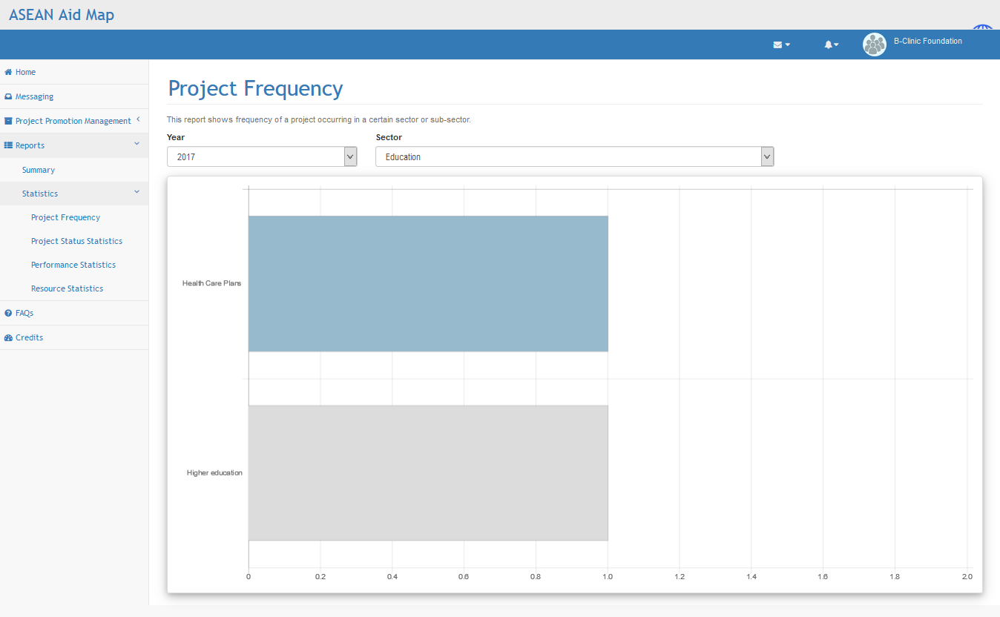 ASEAN Aid Map
B-Clinic Foundation
Home
Messaging
Project Promotion Management
Reports
Summary
Statistics
Project Frequency
Project Status Statistics
Performance Statistics
Resource Statistics
FAQs
Credits
Project Frequency
This report shows frequency of a project occurring in a certain sector or sub-sector.
Year Sector
2017 Education
Health Care Plans
Higher education
0 0.2 0.4 0.6 0.8 1.0 1.2 1.4 1.6 1.8 2.0